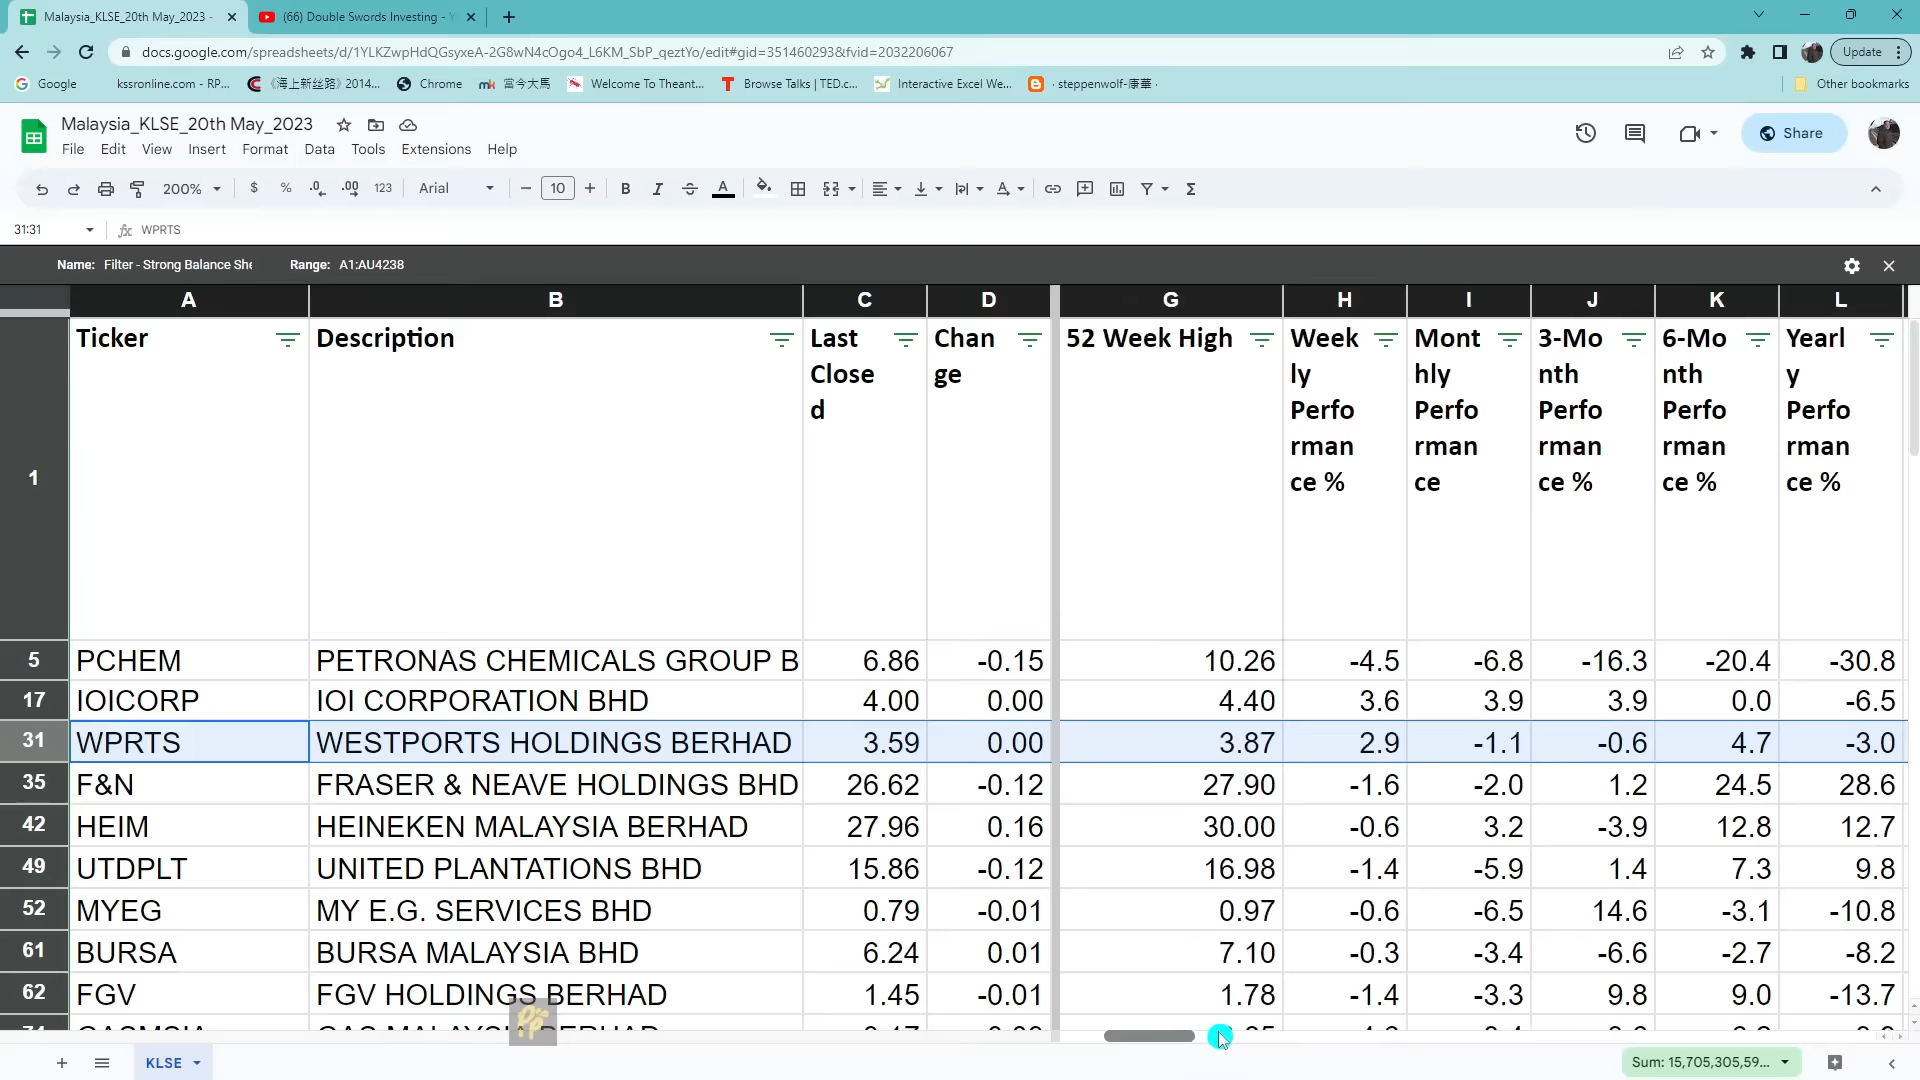 Malaysia_KLSE_20th May_2023 -
(66) Double Swords Investing - Y
docs.google.com/spreadsheets/d/1YLKZwpHdQGsyxeA-2G8wN4cOgo4_L6KM_SbP_qeztYo/edit#gid=351460293&fvid=2032206067
Update
Google
kssronline.com - RP...
《海上新丝路》2014...
Chrome
mk 當今大馬
Welcome To Theant...
Browse Talks | TED.c...
Interactive Excel We...
· steppenwolf-康華 ·
Other bookmarks
Malaysia_KLSE_20th May_2023
Share
File Edit View Insert Format Data Tools Extensions Help
200% $ % .0 .00 123 Arial − 10 + B I A Σ
31:31 fx WPRTS
Name: Filter - Strong Balance She Range: A1:AU4238
A B C D G H I J K L
1
Ticker
Description
Last
Close
d
Chan
ge
52 Week High
Week
ly
Perfo
rman
ce %
Mont
hly
Perfo
rman
ce
3-Mo
nth
Perfo
rman
ce %
6-Mo
nth
Perfo
rman
ce %
Yearl
y
Perfo
rman
ce %
5 PCHEM PETRONAS CHEMICALS GROUP B 6.86 -0.15 10.26 -4.5 -6.8 -16.3 -20.4 -30.8
17 IOICORP IOI CORPORATION BHD 4.00 0.00 4.40 3.6 3.9 3.9 0.0 -6.5
31 WPRTS WESTPORTS HOLDINGS BERHAD 3.59 0.00 3.87 2.9 -1.1 -0.6 4.7 -3.0
35 F&N FRASER & NEAVE HOLDINGS BHD 26.62 -0.12 27.90 -1.6 -2.0 1.2 24.5 28.6
42 HEIM HEINEKEN MALAYSIA BERHAD 27.96 0.16 30.00 -0.6 3.2 -3.9 12.8 12.7
49 UTDPLT UNITED PLANTATIONS BHD 15.86 -0.12 16.98 -1.4 -5.9 1.4 7.3 9.8
52 MYEG MY E.G. SERVICES BHD 0.79 -0.01 0.97 -0.6 -6.5 14.6 -3.1 -10.8
61 BURSA BURSA MALAYSIA BHD 6.24 0.01 7.10 -0.3 -3.4 -6.6 -2.7 -8.2
62 FGV FGV HOLDINGS BERHAD 1.45 -0.01 1.78 -1.4 -3.3 9.8 9.0 -13.7
KLSE
Sum: 15,705,305,59...